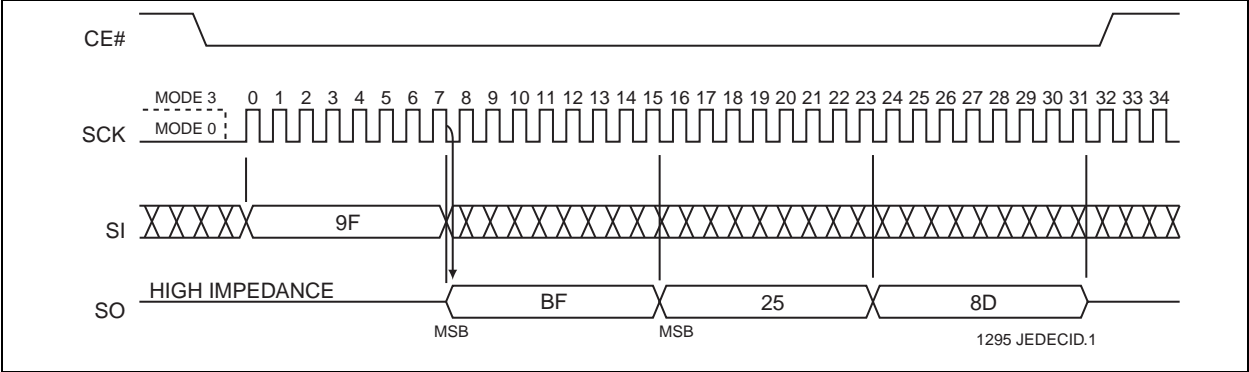 CE#
MODE 3
0 1 2 3 4 5 6 7 8 9 10 11 12 13 14 15 16 17 18 19 20 21 22 23 24 25 26 27 28 29 30 31 32 33 34
SCK
MODE 0
SI
9F
HIGH IMPEDANCE
SO
BF
25
8D
MSB
MSB
1295 JEDECID.1